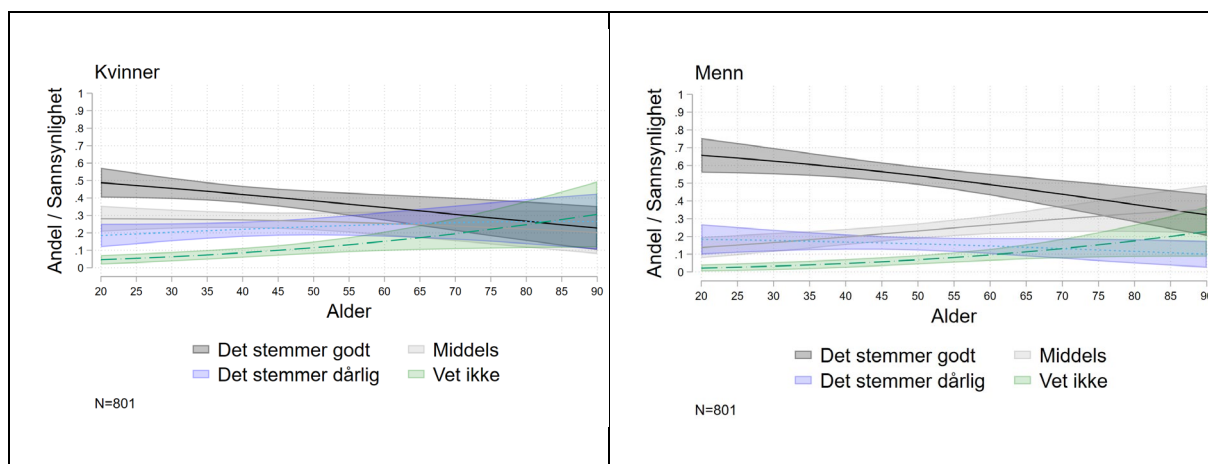 Kvinner
Andel / Sannsynlighet
1
.9
.8
.7
.6
.5
.4
.3
.2
.1
0
20 25 30 35 40 45 50 55 60 65 70 75 80 85 90
Alder
Det stemmer godt Middels
Det stemmer dårlig Vet ikke
N=801
Menn
Andel / Sannsynlighet
1
.9
.8
.7
.6
.5
.4
.3
.2
.1
0
20 25 30 35 40 45 50 55 60 65 70 75 80 85 90
Alder
Det stemmer godt Middels
Det stemmer dårlig Vet ikke
N=801